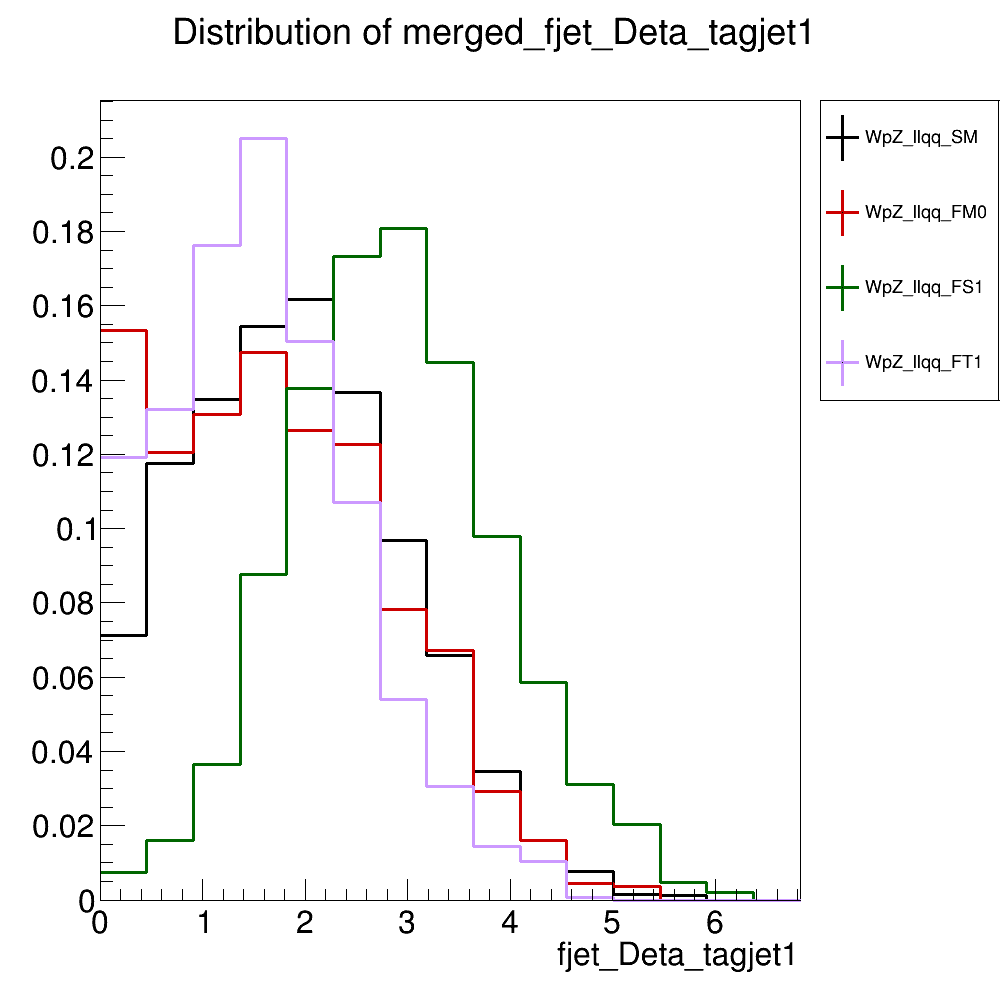 Distribution of merged_fjet_Deta_tagjet1
WpZ_llqq_SM
WpZ_llqq_FM0
WpZ_llqq_FS1
WpZ_llqq_FT1
0.2
0.18
0.16
0.14
0.12
0.1
0.08
0.06
0.04
0.02
0
0 1 2 3 4 5 6
fjet_Deta_tagjet1